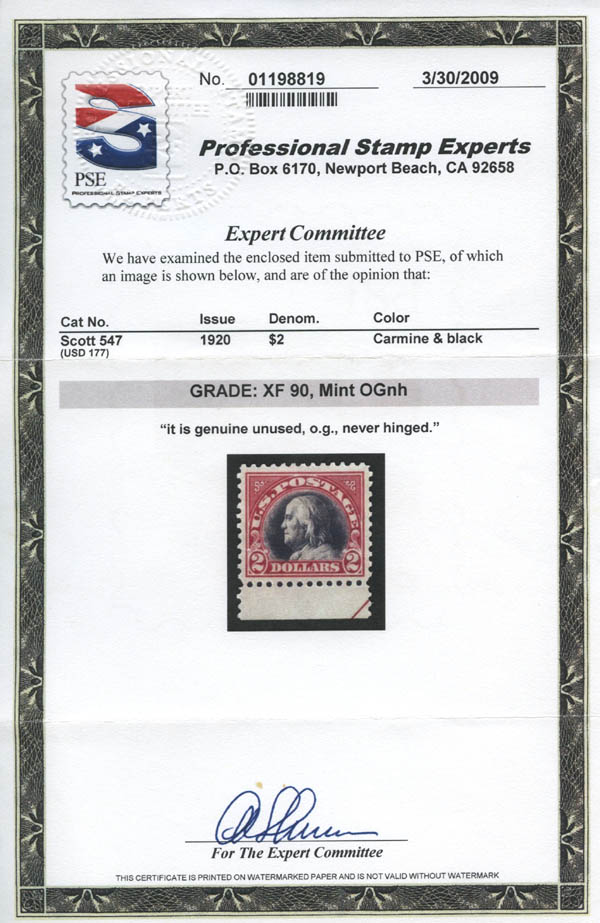 No. 01198819 3/30/2009
PSE
PROFESSIONAL STAMP EXPERTS
Professional Stamp Experts
P.O. Box 6170, Newport Beach, CA 92658
Expert Committee
We have examined the enclosed item submitted to PSE, of which
an image is shown below, and are of the opinion that:
Cat No. Issue Denom. Color
Scott 547 1920 $2 Carmine & black
(USD 177)
GRADE: XF 90, Mint OGnh
“it is genuine unused, o.g., never hinged.”
U.S. POSTAGE
2 DOLLARS 2
For The Expert Committee
THIS CERTIFICATE IS PRINTED ON WATERMARKED PAPER AND IS NOT VALID WITHOUT WATERMARK